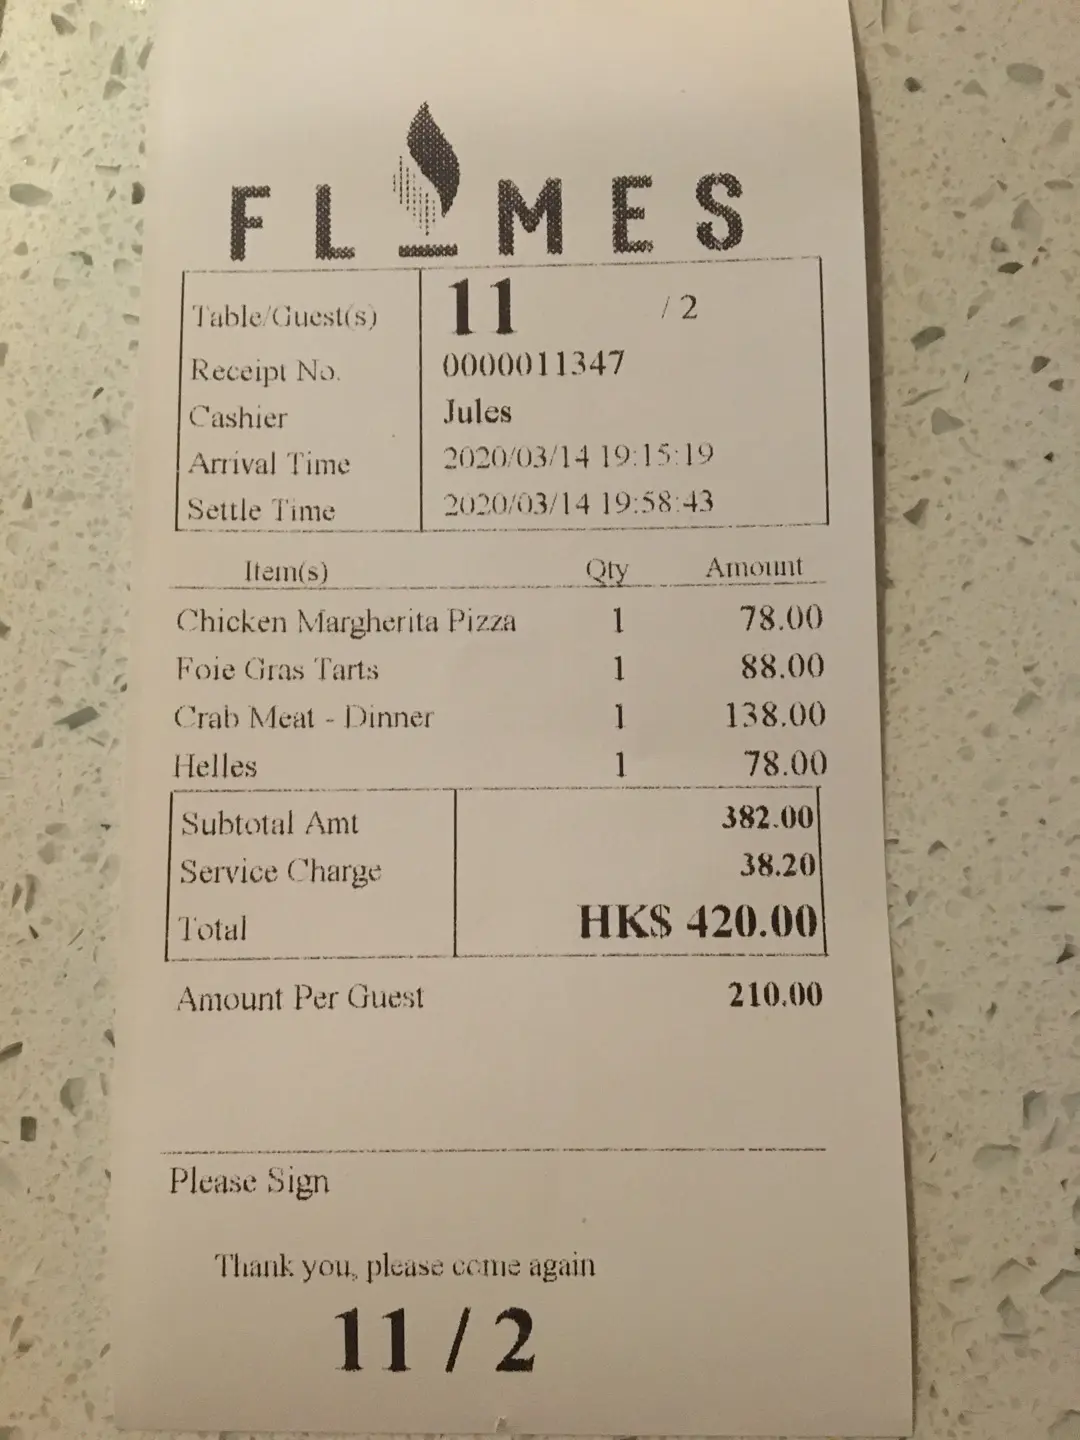 FLAMES
Table/Guest(s) 11 / 2
Receipt No. 0000011347
Cashier Jules
Arrival Time 2020/03/14 19:15:19
Settle Time 2020/03/14 19:58:43
Item(s) Qty Amount
Chicken Margherita Pizza 1 78.00
Foie Gras Tarts 1 88.00
Crab Meat - Dinner 1 138.00
Helles 1 78.00
Subtotal Amt 382.00
Service Charge 38.20
Total HK$ 420.00
Amount Per Guest 210.00
Please Sign
Thank you, please come again
11 / 2